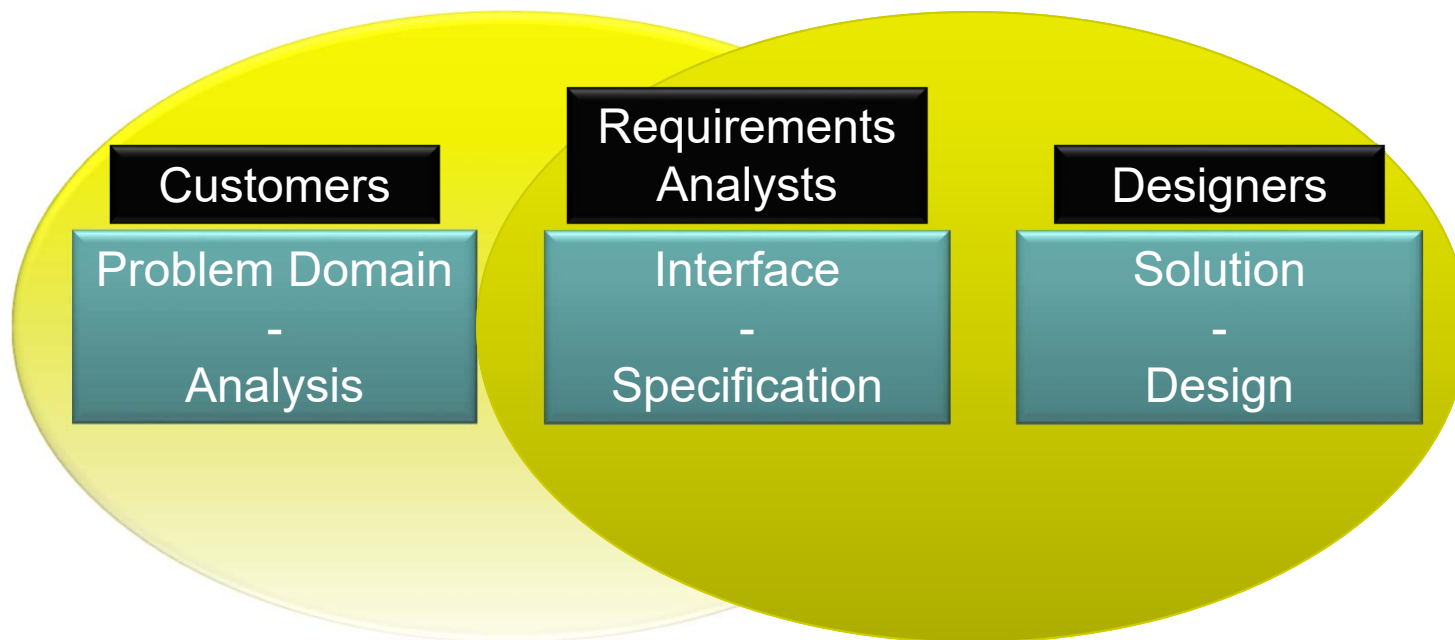 Customers
Problem Domain
-
Analysis
Requirements
Analysts
Interface
-
Specification
Designers
Solution
-
Design